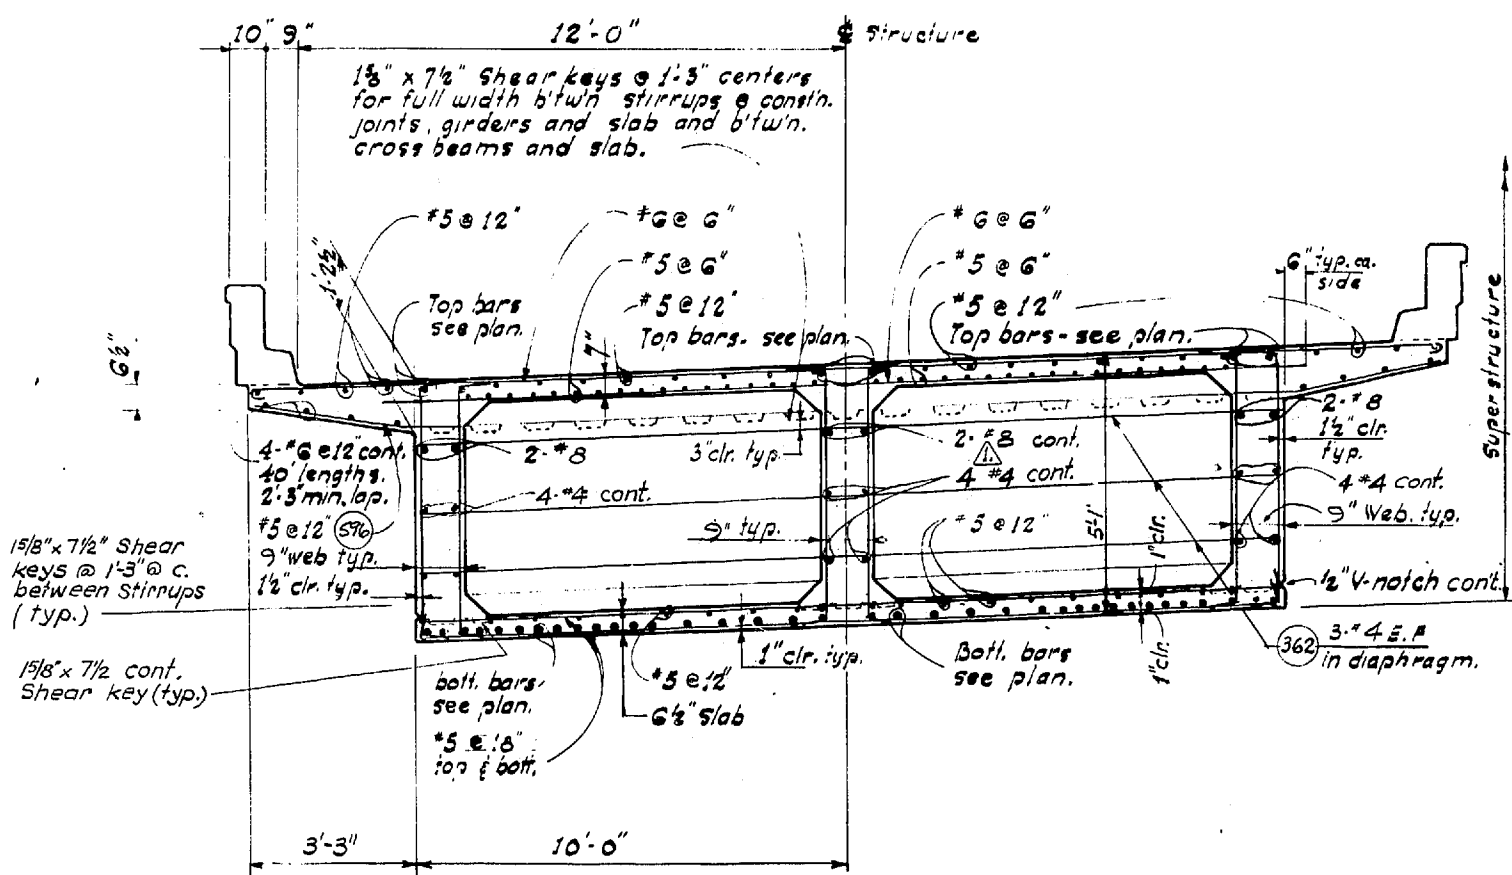 10" 9" 12'-0" ℄ Structure
1⅝" x 7½" Shear keys @ 1'-3" centers
for full width b'tw'n stirrups @ const'n.
joints, girders and slab and b'tw'n.
cross beams and slab.
#5 @ 12"
#6 @ 6"
#6 @ 6"
#5 @ 6"
#5 @ 6"
6" typ. ea.
side
1'-2½"
Top bars
see plan.
#5 @ 12"
Top bars - see plan.
#5 @ 12"
Top bars - see plan.
Superstructure
6½"
7"
4-#6 @ 12" cont.
40' lengths.
2'-3" min. lap.
#5 @ 12" 596
9" web typ.
1½" clr. typ.
2-#8
4-#4 cont.
3" clr. typ.
2-#8 cont.
1.
4 #4 cont.
2-#8
1½" clr.
typ.
4 #4 cont.
9" Web. typ.
9" typ.
#5 @ 12"
5'-1"
1" clr.
½" V-notch cont.
1⅝" x 7½" Shear
keys @ 1'-3" @ c.
between Stirrups
(typ.)
1⅝" x 7½ cont.
Shear key (typ.)
bott. bars
see plan.
#5 @ 18"
top & bott.
#5 @ 12"
6½" Slab
1" clr. typ.
Bott. bars
see plan.
1" clr.
362 3-#4 E.F
in diaphragm.
3'-3" 10'-0"